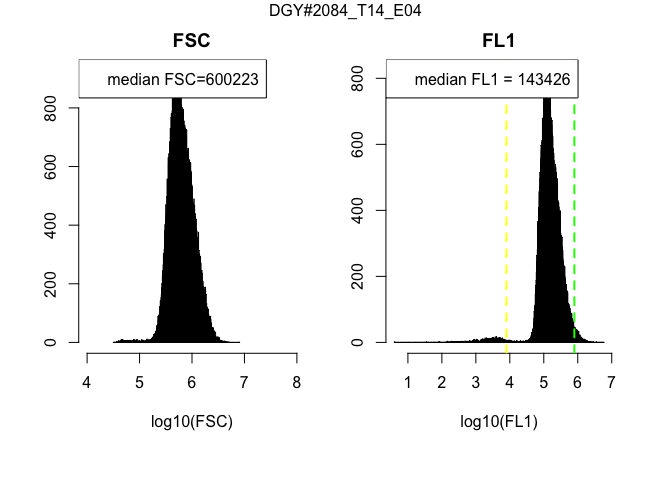 DGY#2084_T14_E04
FSC
median FSC=600223
0 200 400 600 800
4 5 6 7 8
log10(FSC)
FL1
median FL1 = 143426
0 200 400 600 800
1 2 3 4 5 6 7
log10(FL1)